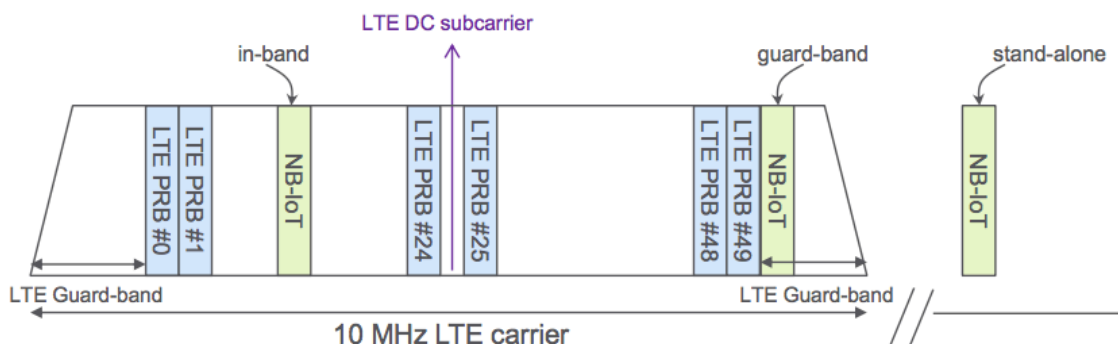 LTE DC subcarrier
in-band
guard-band
stand-alone
LTE PRB #0
LTE PRB #1
NB-IoT
LTE PRB #24
LTE PRB #25
LTE PRB #48
LTE PRB #49
NB-IoT
NB-IoT
LTE Guard-band
LTE Guard-band
10 MHz LTE carrier